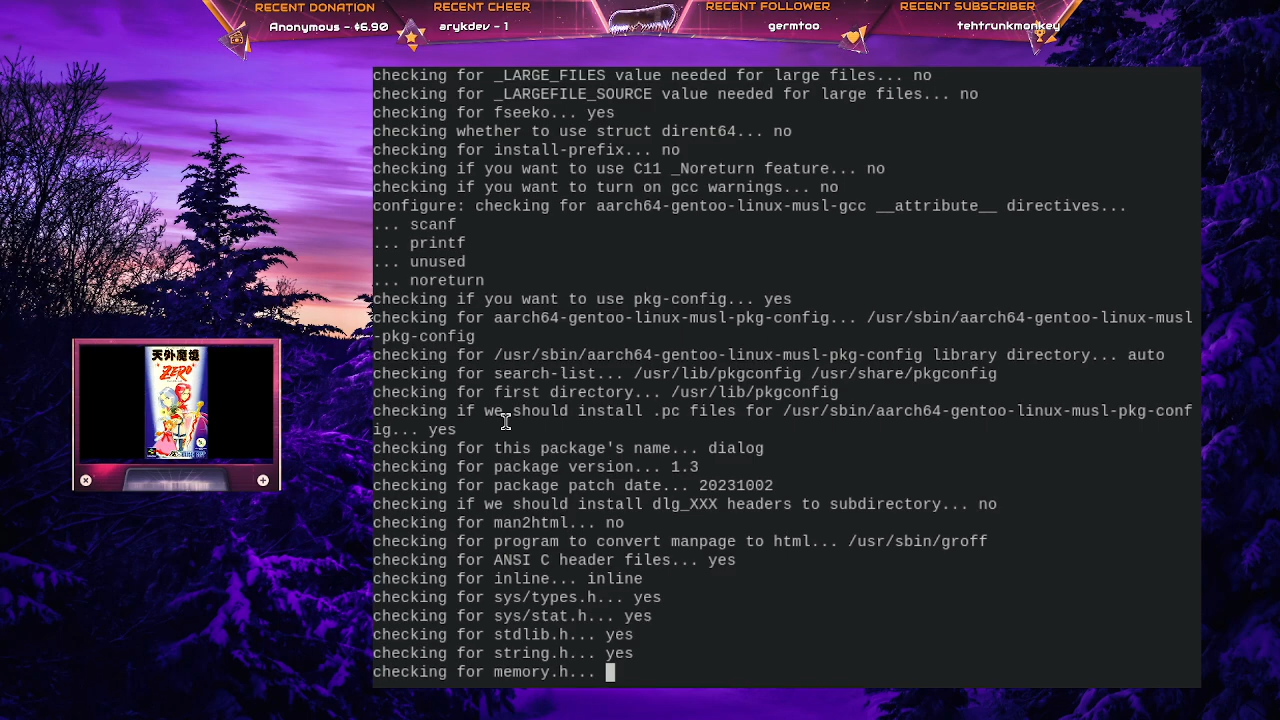 RECENT DONATION
Anonymous - $6.90
RECENT CHEER
arykdev - 1
RECENT FOLLOWER
germtoo
RECENT SUBSCRIBER
tehtrunkmonkey
checking for _LARGE_FILES value needed for large files... no
checking for _LARGEFILE_SOURCE value needed for large files... no
checking for fseeko... yes
checking whether to use struct dirent64... no
checking for install-prefix... no
checking if you want to use C11 _Noreturn feature... no
checking if you want to turn on gcc warnings... no
configure: checking for aarch64-gentoo-linux-musl-gcc __attribute__ directives...
... scanf
... printf
... unused
... noreturn
checking if you want to use pkg-config... yes
checking for aarch64-gentoo-linux-musl-pkg-config... /usr/sbin/aarch64-gentoo-linux-musl
-pkg-config
checking for /usr/sbin/aarch64-gentoo-linux-musl-pkg-config library directory... auto
checking for search-list... /usr/lib/pkgconfig /usr/share/pkgconfig
checking for first directory... /usr/lib/pkgconfig
checking if we should install .pc files for /usr/sbin/aarch64-gentoo-linux-musl-pkg-conf
ig... yes
checking for this package's name... dialog
checking for package version... 1.3
checking for package patch date... 20231002
checking if we should install dlg_XXX headers to subdirectory... no
checking for man2html... no
checking for program to convert manpage to html... /usr/sbin/groff
checking for ANSI C header files... yes
checking for inline... inline
checking for sys/types.h... yes
checking for sys/stat.h... yes
checking for stdlib.h... yes
checking for string.h... yes
checking for memory.h...
天外魔境
ZERO